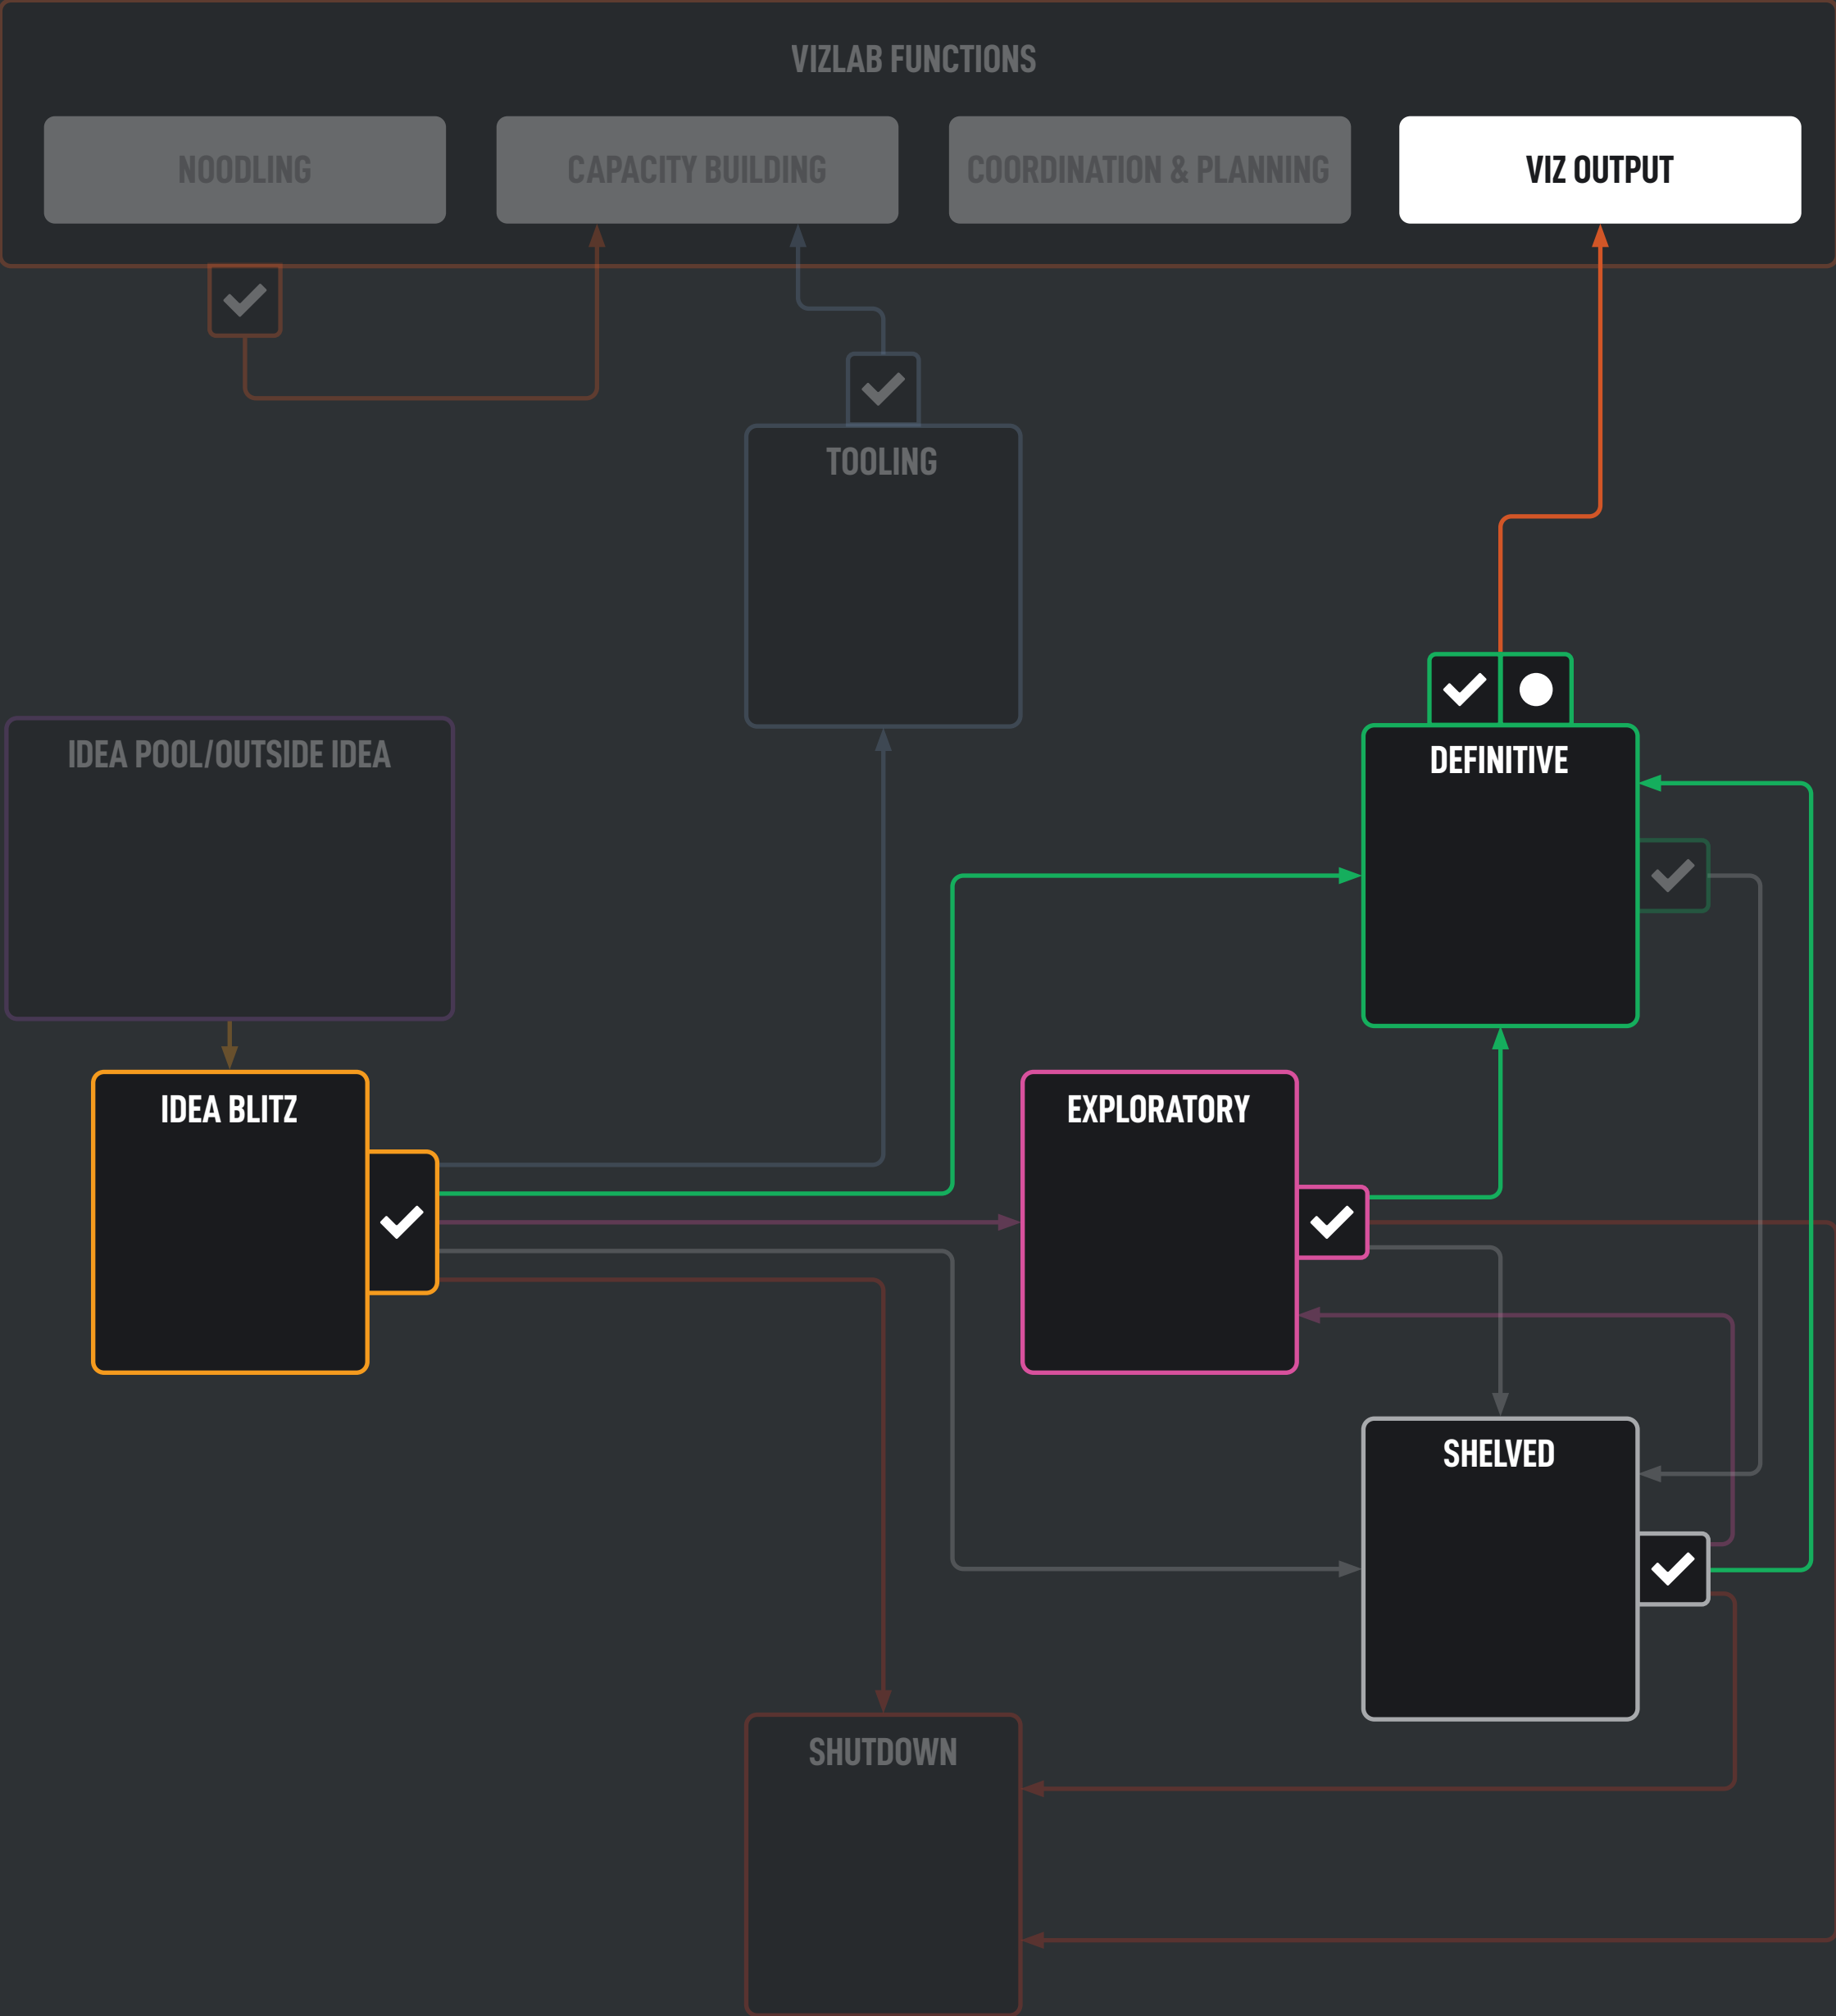 VIZLAB FUNCTIONS
NOODLING
CAPACITY BUILDING
COORDINATION & PLANNING
VIZ OUTPUT
TOOLING
IDEA POOL/OUTSIDE IDEA
DEFINITIVE
IDEA BLITZ
EXPLORATORY
SHELVED
SHUTDOWN